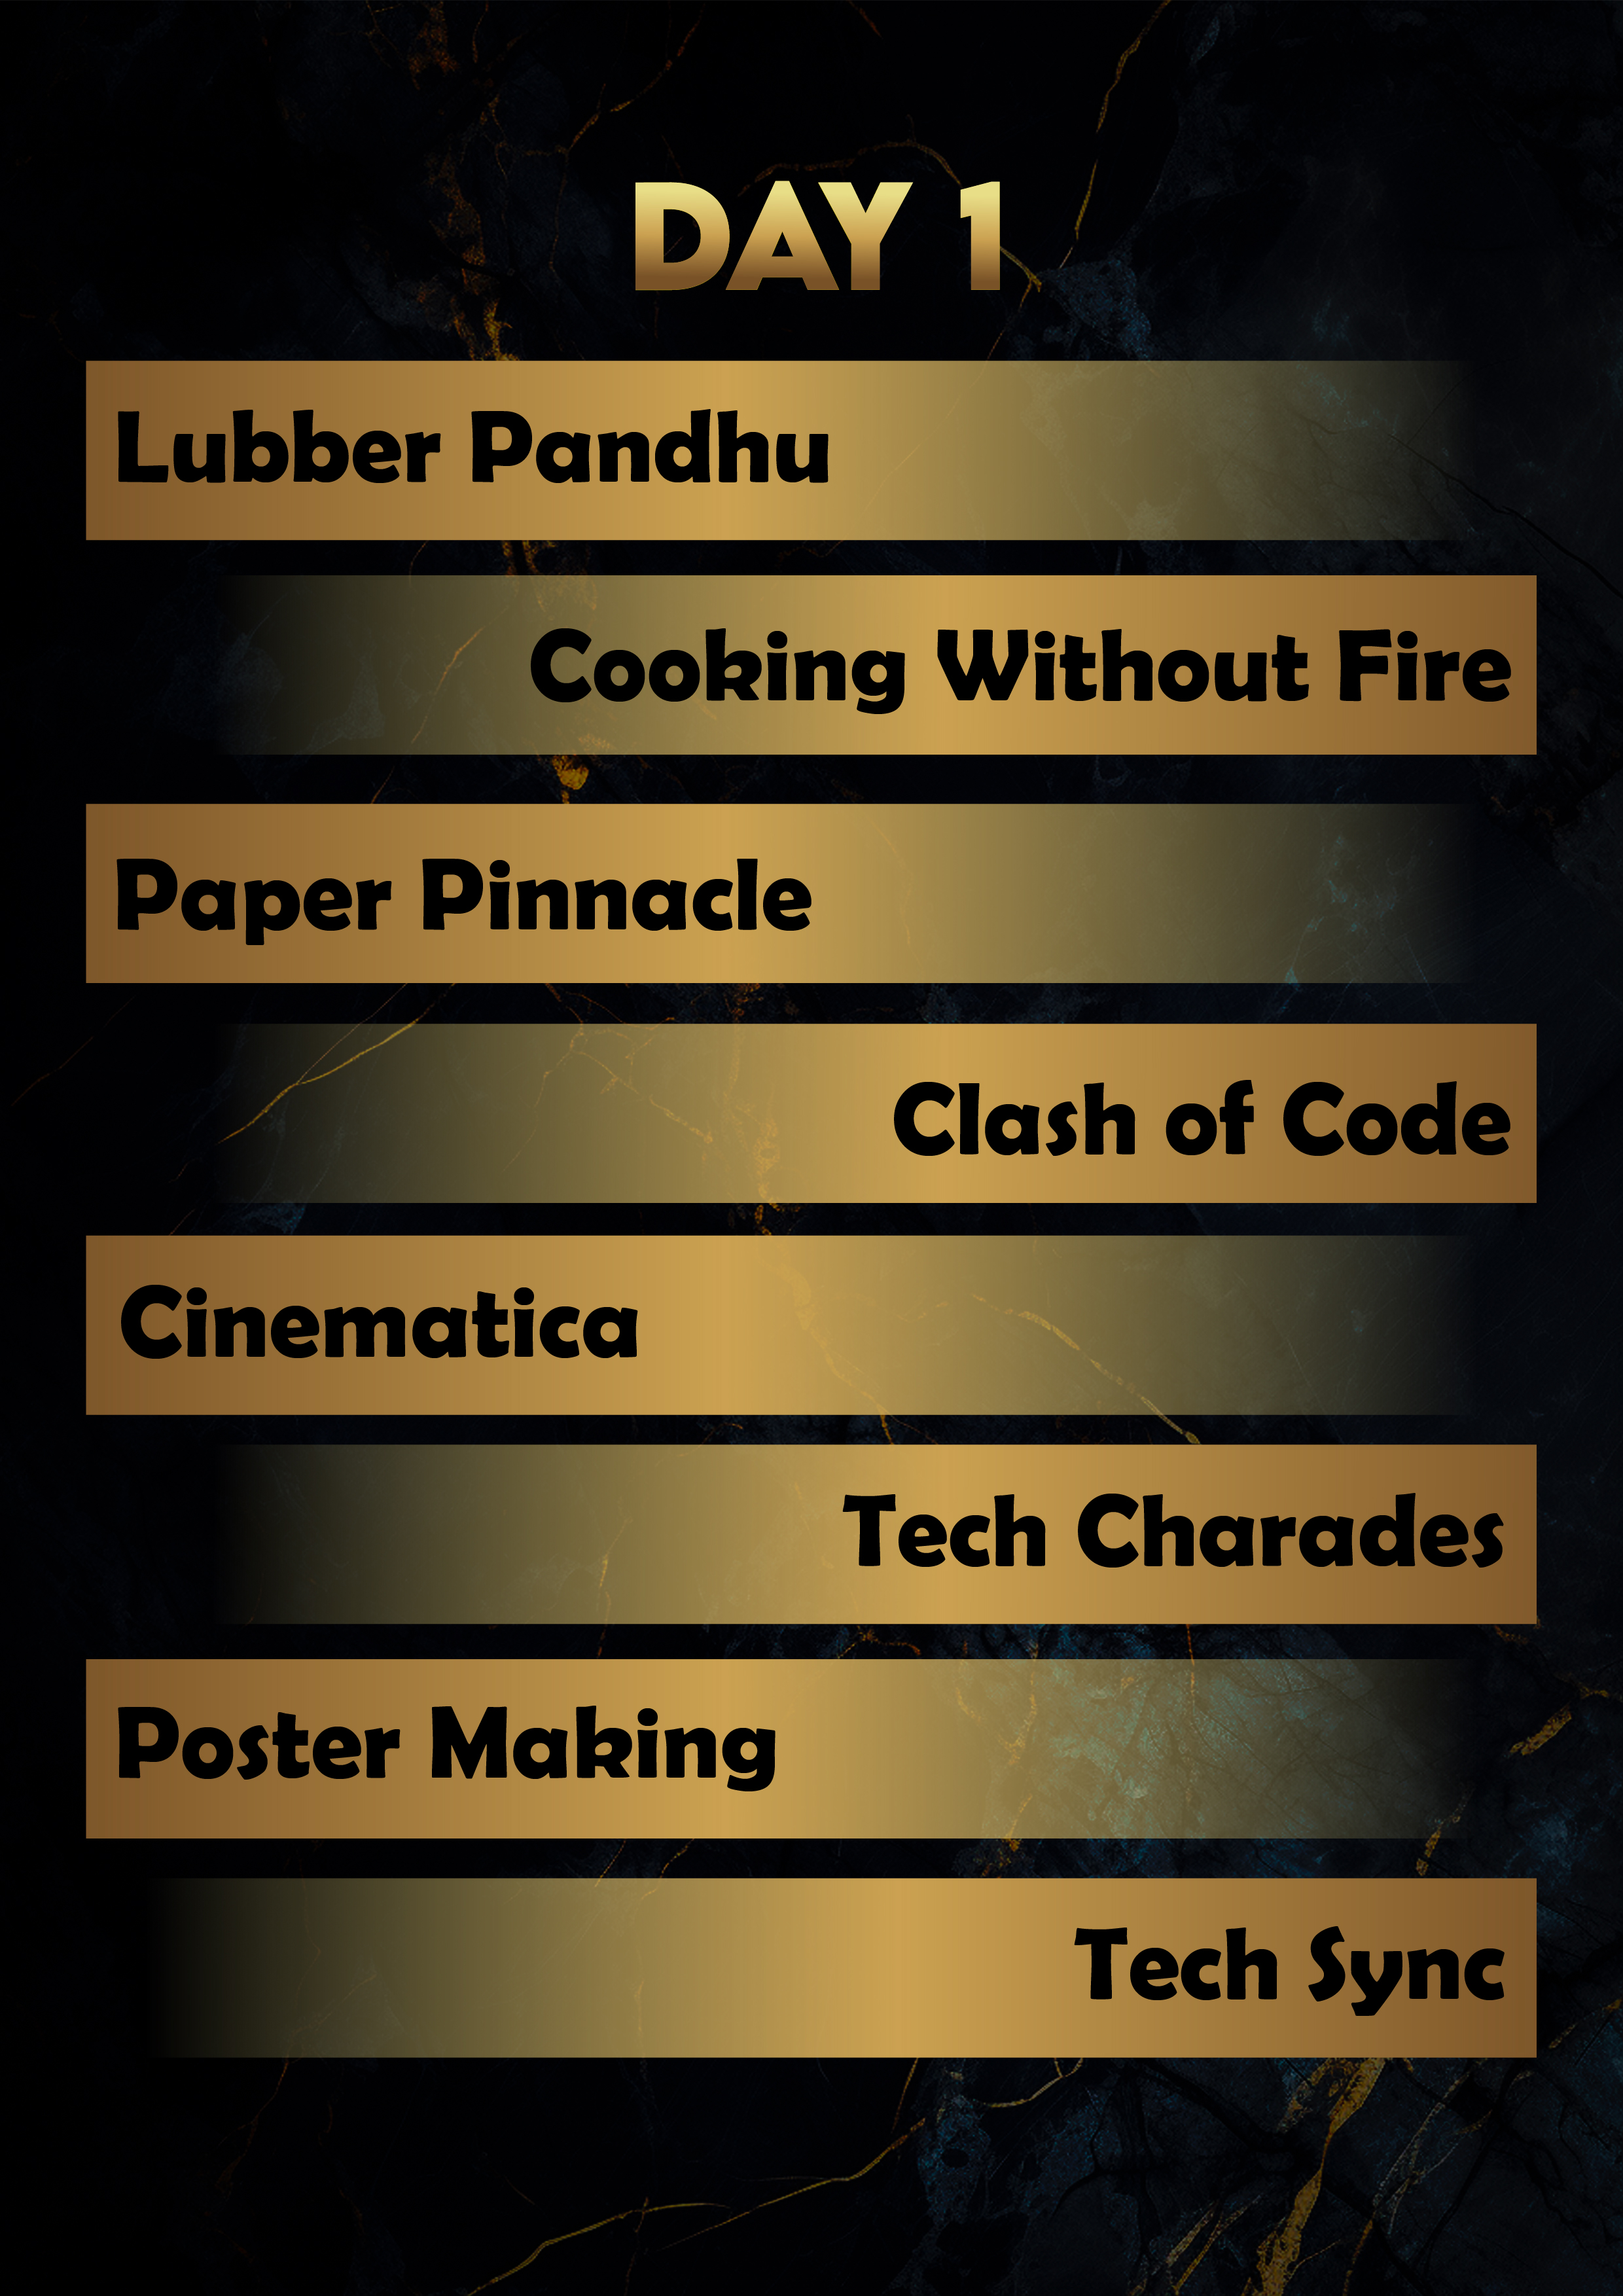 DAY 1
Lubber Pandhu
Cooking Without Fire
Paper Pinnacle
Clash of Code
Cinematica
Tech Charades
Poster Making
Tech Sync